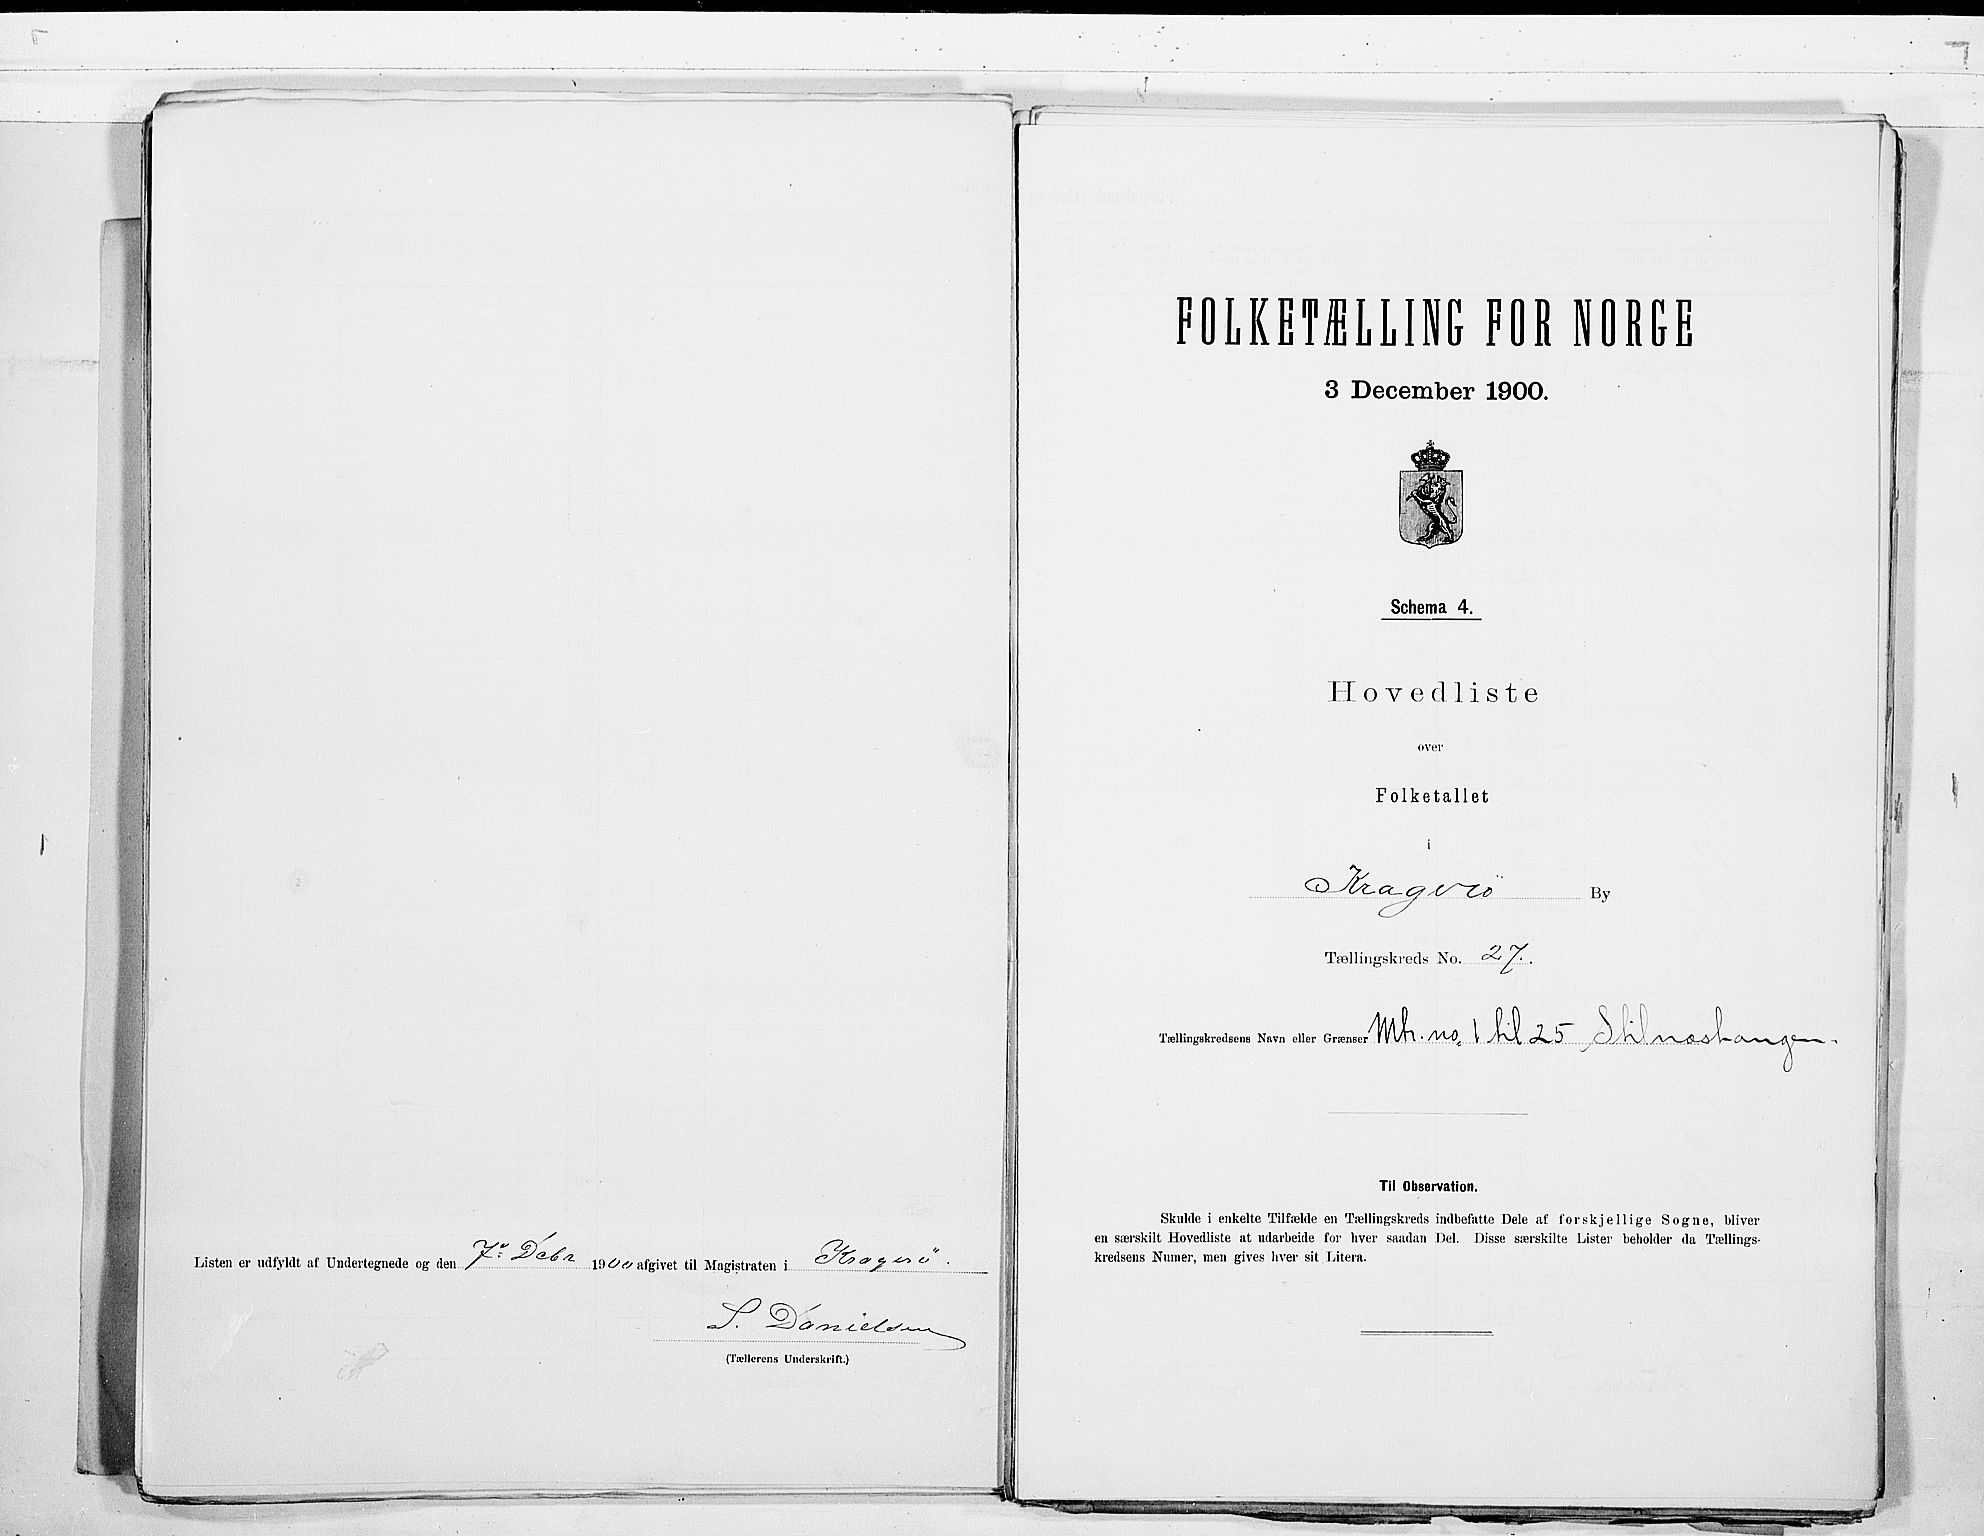 Listen er udfyldt af Undertegnede og den 7de Debr 1900 afgivet til Magistraten i Kragerö.
S. Danielsen
(Tællerens Underskrift.)
FOLKETÆLLING FOR NORGE
3 December 1900.
Schema 4.
Hovedliste
over
Folketallet
i
Kragerö By
Tællingskreds No. 27.
Tællingskredsens Navn eller Grænser Mtr. no. 1 til 25 Stilnæstangen.
Til Observation.
Skulde i enkelte Tilfælde en Tællingskreds indbefatte Dele af forskjellige Sogne, bliver
en særskilt Hovedliste at udarbeide for hver saadan Del. Disse særskilte Lister beholder da Tællings-
kredsens Numer, men gives hver sit Litera.